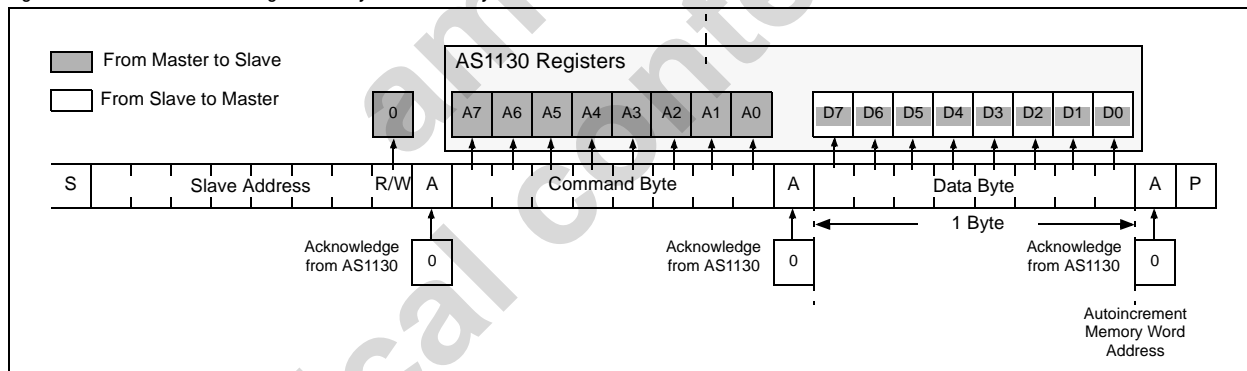 From Master to Slave
From Slave to Master
AS1130 Registers
0 A7 A6 A5 A4 A3 A2 A1 A0 D7 D6 D5 D4 D3 D2 D1 D0
S Slave Address R/W A Command Byte A Data Byte A P
1 Byte
Acknowledge from AS1130 0
Acknowledge from AS1130 0
Acknowledge from AS1130 0
Autoincrement
Memory Word
Address